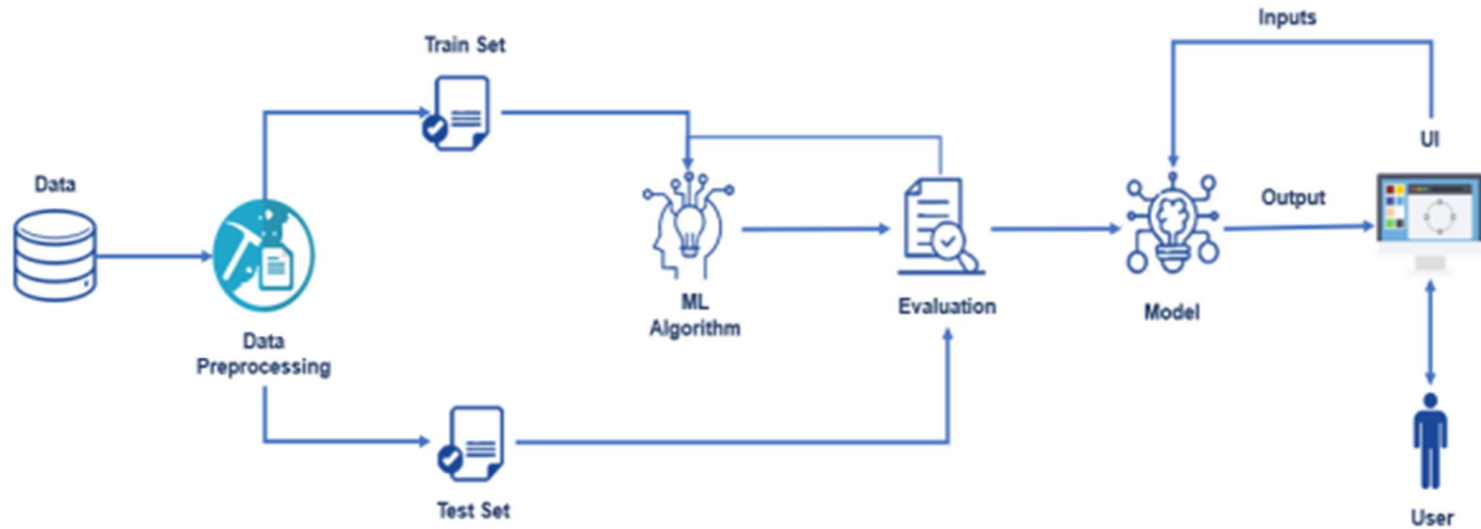 Inputs
Train Set
UI
Data
Output
ML
Algorithm
Evaluation
Model
Data
Preprocessing
Test Set
User